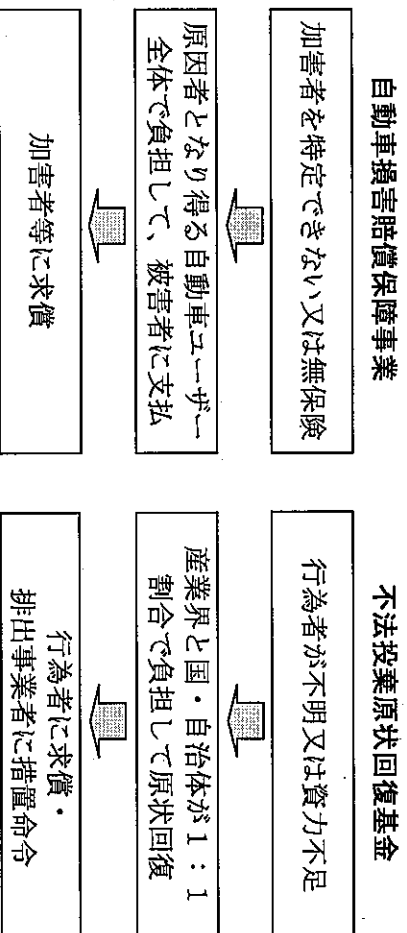 自動車損害賠償保障事業
加害者を特定できない又は無保険
原因者となり得る自動車ユーザー
全体で負担して、被害者に支払
加害者等に求償
不法投棄原状回復基金
行為者が不明又は資力不足
産業界と国・自治体が1：1
割合で負担して原状回復
行為者に求償・
排出事業者に措置命令